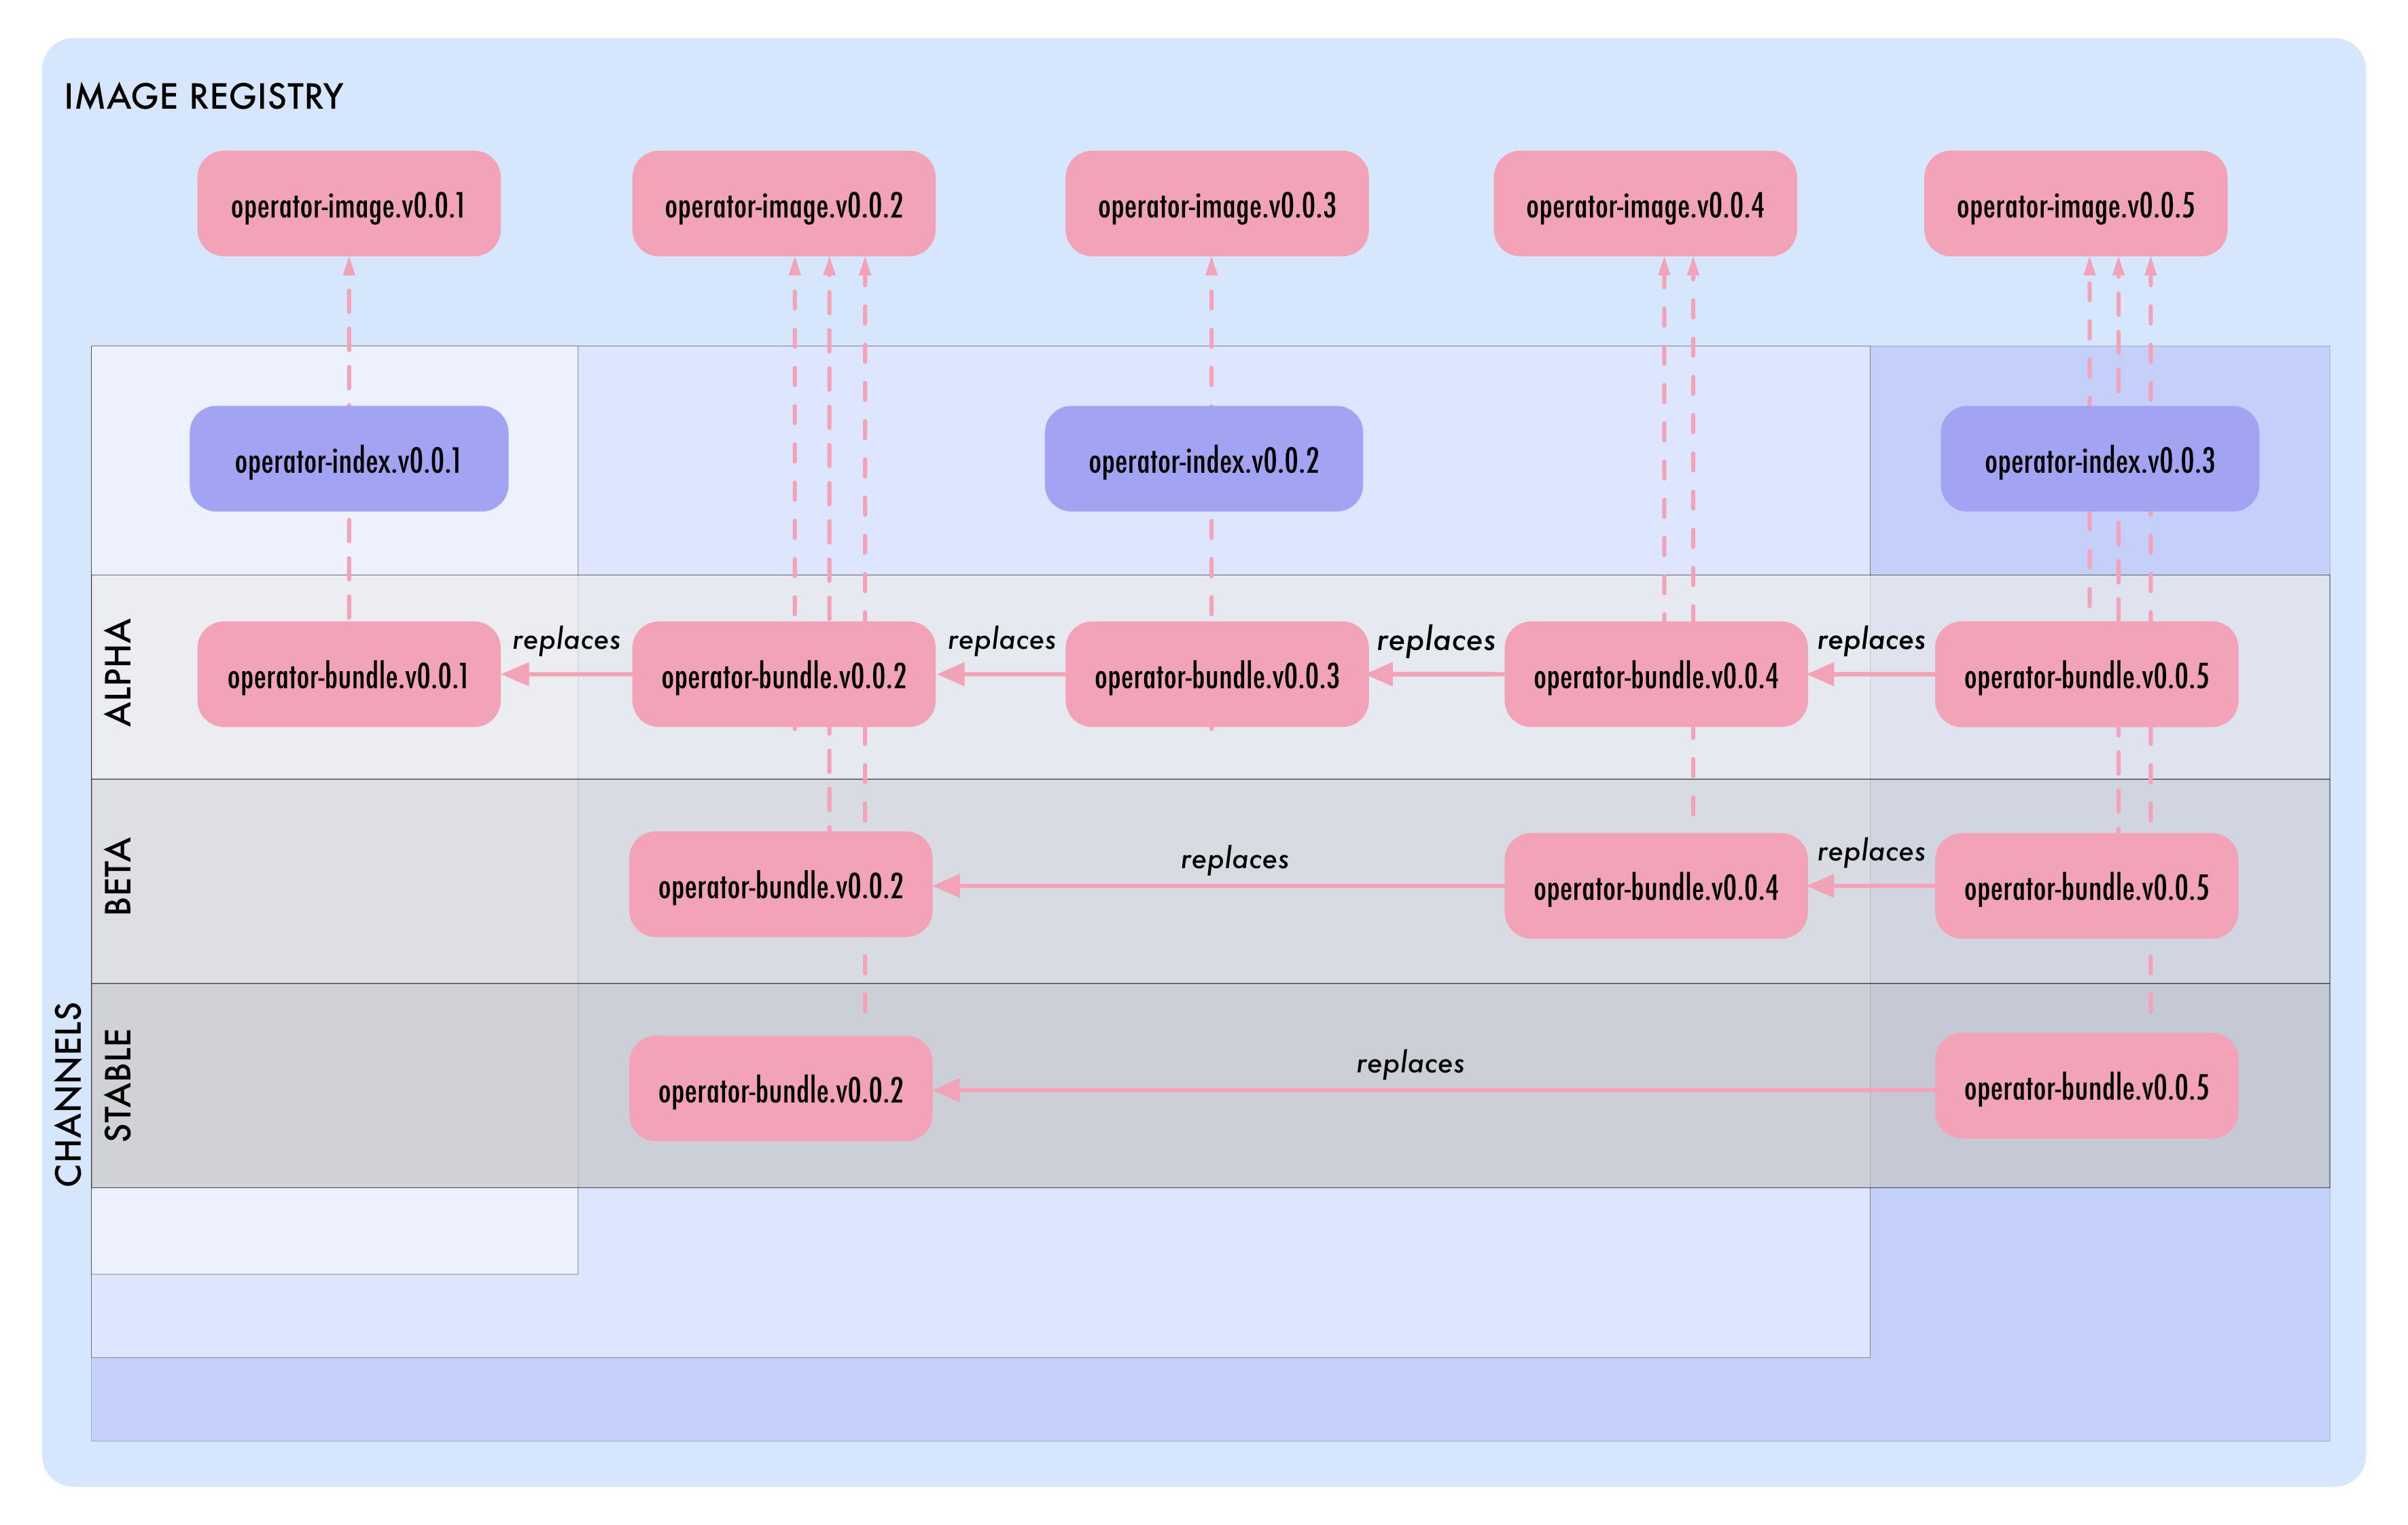 IMAGE REGISTRY
operator-image.v0.0.1
operator-image.v0.0.2
operator-image.v0.0.3
operator-image.v0.0.4
operator-image.v0.0.5
operator-index.v0.0.1
operator-index.v0.0.2
operator-index.v0.0.3
CHANNELS
ALPHA
operator-bundle.v0.0.1
replaces
operator-bundle.v0.0.2
replaces
operator-bundle.v0.0.3
replaces
operator-bundle.v0.0.4
replaces
operator-bundle.v0.0.5
BETA
operator-bundle.v0.0.2
replaces
operator-bundle.v0.0.4
replaces
operator-bundle.v0.0.5
STABLE
operator-bundle.v0.0.2
replaces
operator-bundle.v0.0.5